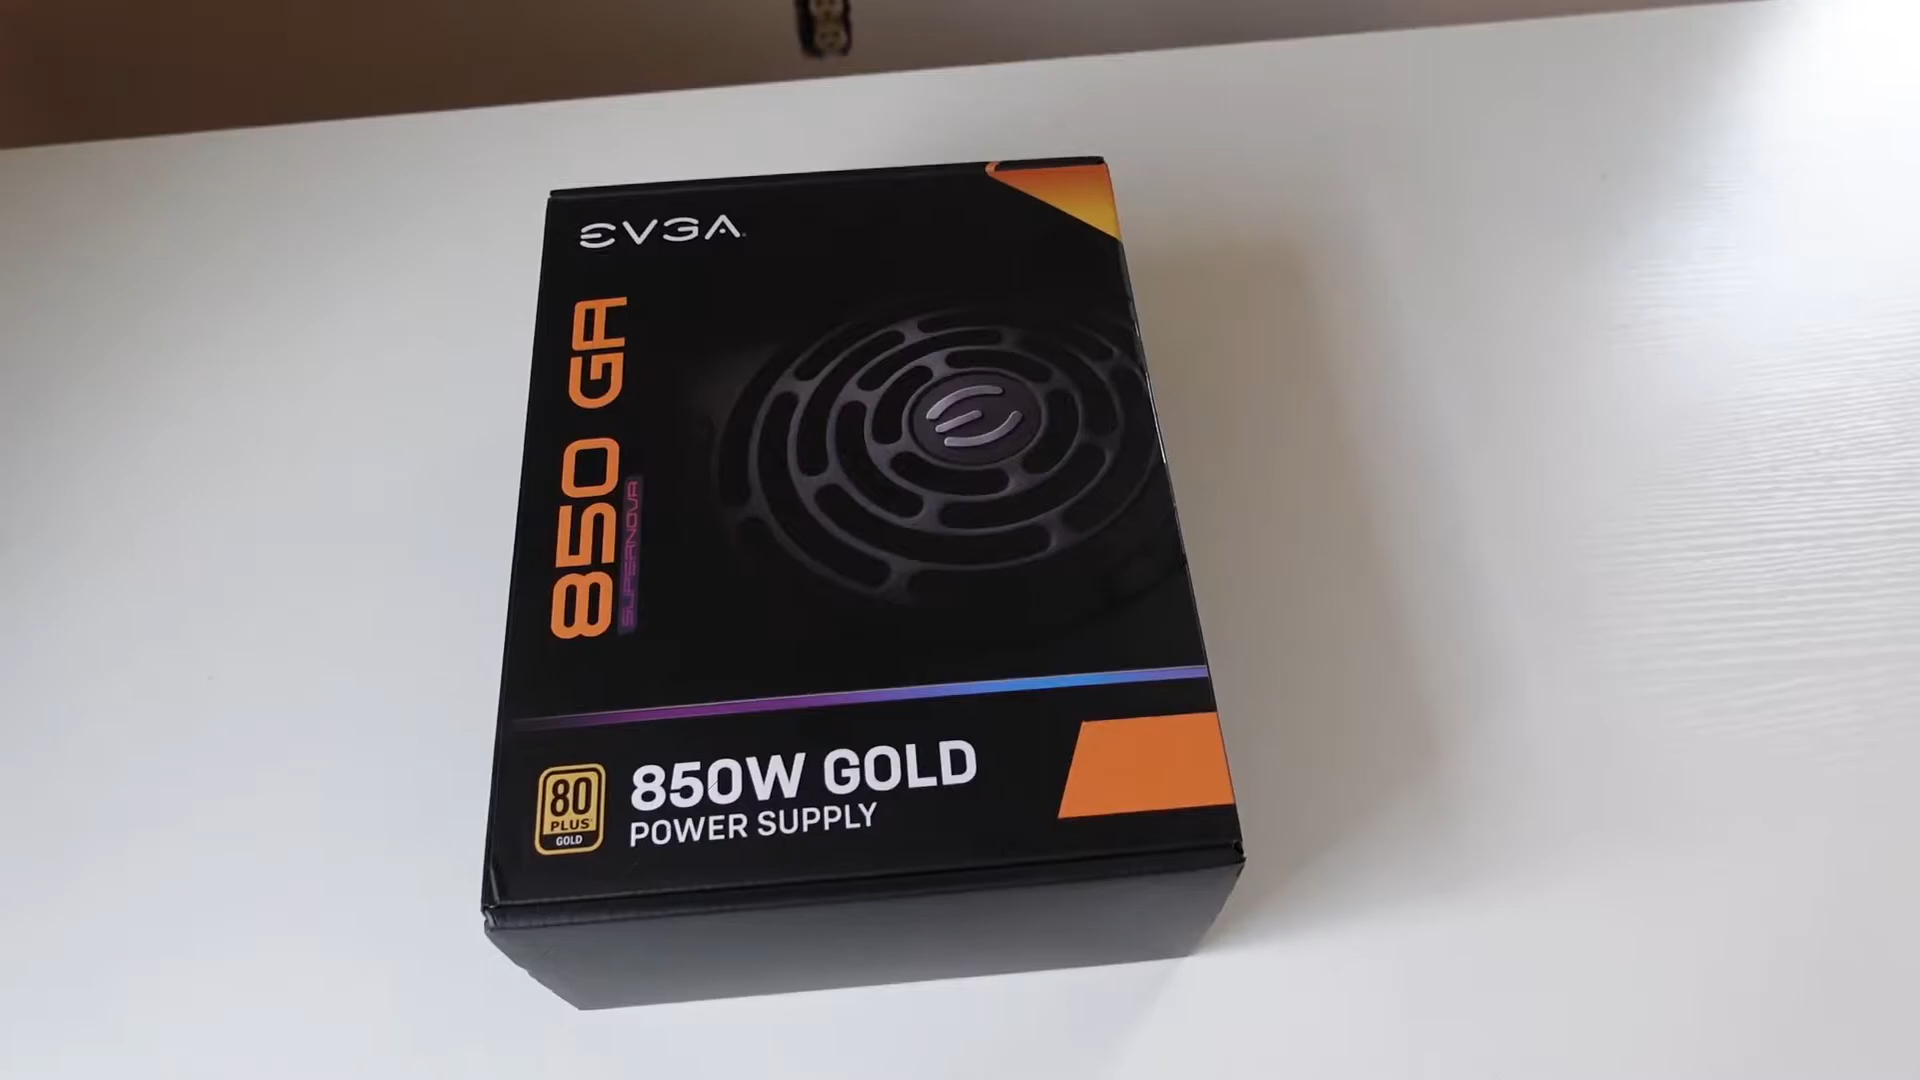 EVGA
850 GA
SUPERNOVA
850W GOLD
POWER SUPPLY
80
PLUS
GOLD